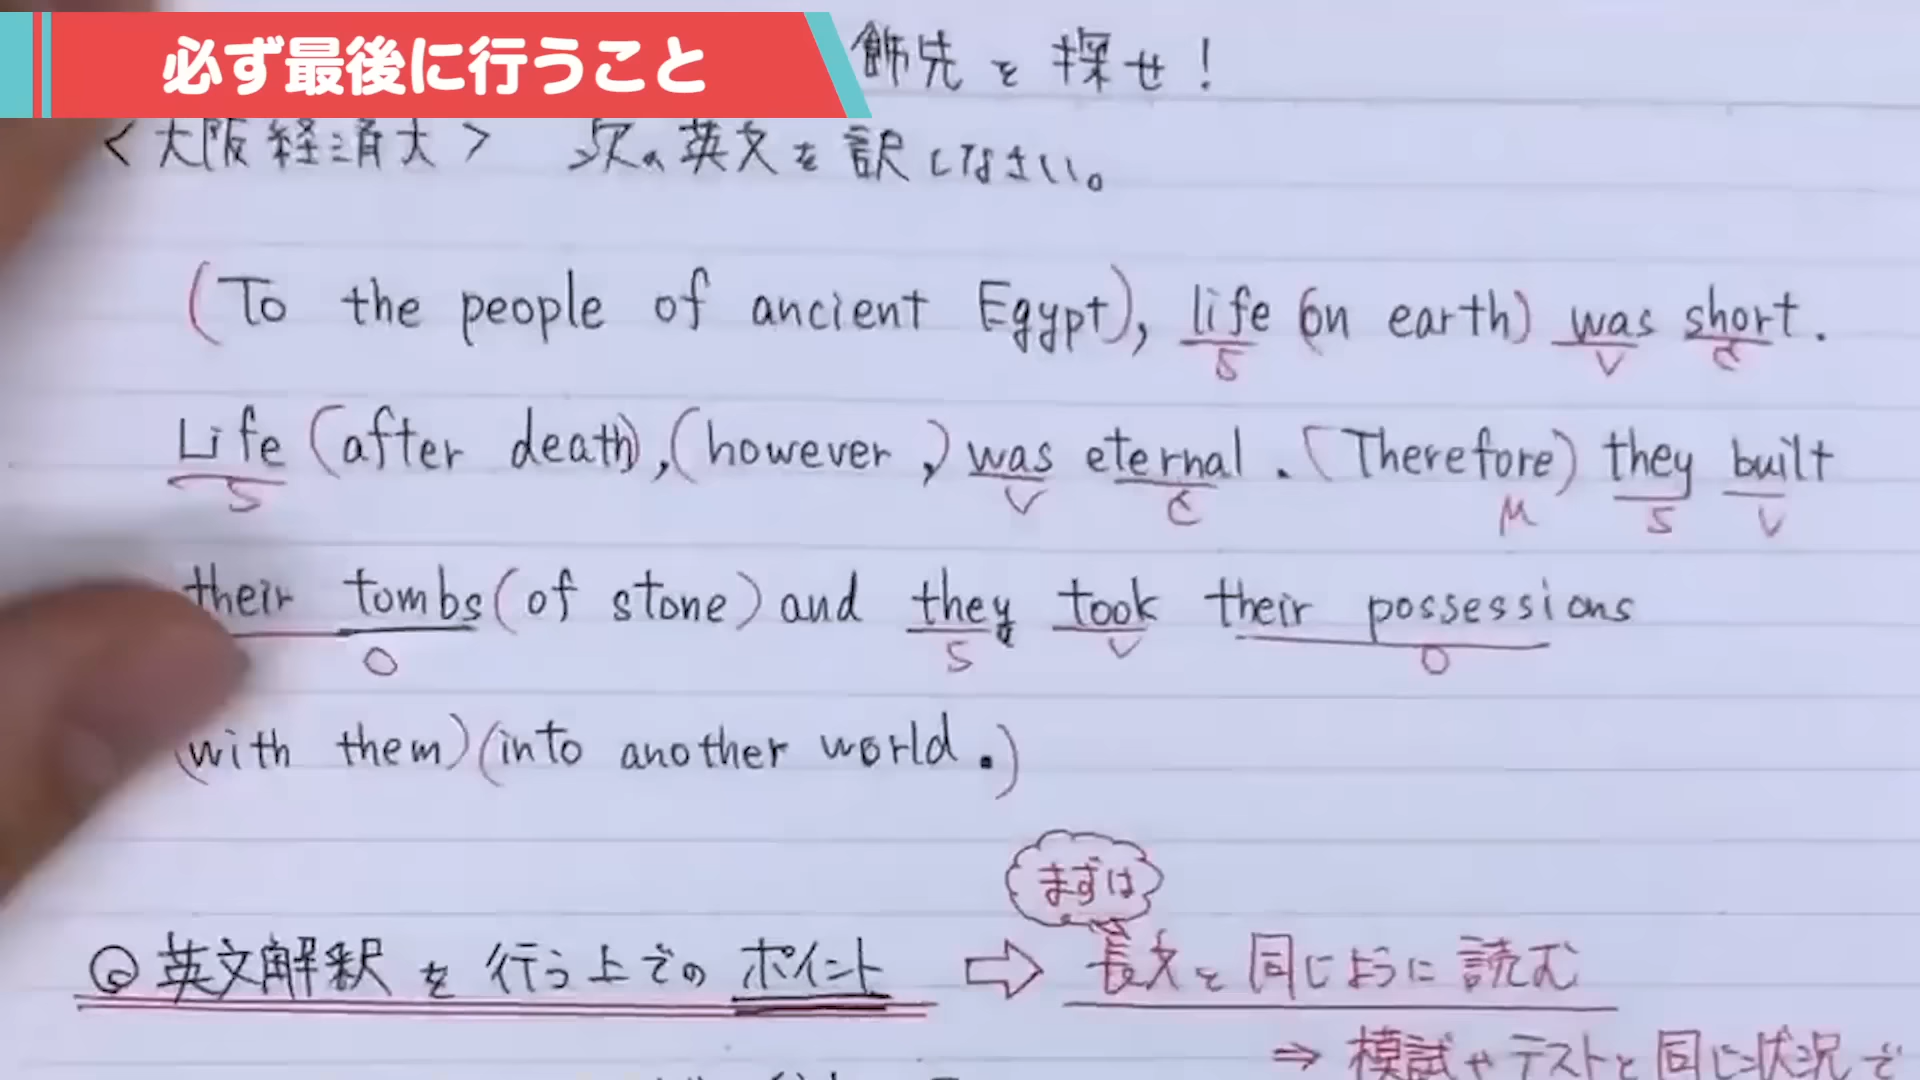 必ず最後に行うこと
飾先を探せ!
<大阪経済大> 次の英文を訳しなさい。
(To the people of ancient Egypt), life (on earth) was short.
S V C
Life (after death), (however,) was eternal. (Therefore) they built
S V C M S V
their tombs (of stone) and they took their possessions
O S V O
(with them) (into another world.)
まずは
◎英文解釈を行う上でのポイント ⇨ 長文と同じように読む
⇒ 模試やテストと同じ状況で